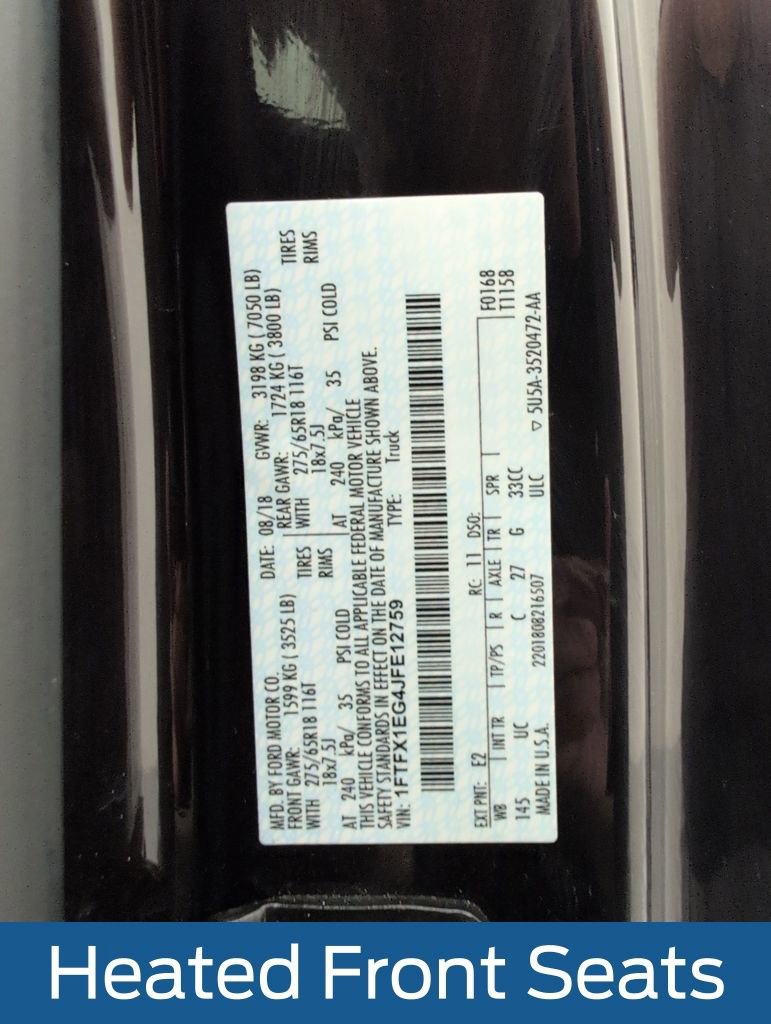 MFD. BY FORD MOTOR CO.
DATE: 08/18 GVWR: 3198 KG ( 7050 LB)
FRONT GAWR: 1599 KG ( 3525 LB)
REAR GAWR: 1724 KG ( 3800 LB)
WITH 275/65R18 116T TIRES
WITH 275/65R18 116T TIRES
18x7.5J RIMS
18x7.5J RIMS
AT 240 kPa/ 35 PSI COLD
AT 240 kPa/ 35 PSI COLD
THIS VEHICLE CONFORMS TO ALL APPLICABLE FEDERAL MOTOR VEHICLE
SAFETY STANDARDS IN EFFECT ON THE DATE OF MANUFACTURE SHOWN ABOVE.
VIN: 1FTFX1EG4JFE12759 TYPE: Truck
EXT PNT: E2 RC: 11 DSO: F0168
WB INT TR TP/PS R AXLE TR SPR T1158
145 UC C 27 G 33CC
MADE IN U.S.A. 2201808216507 ULC ▽ 5U5A-3520472-AA
Heated Front Seats